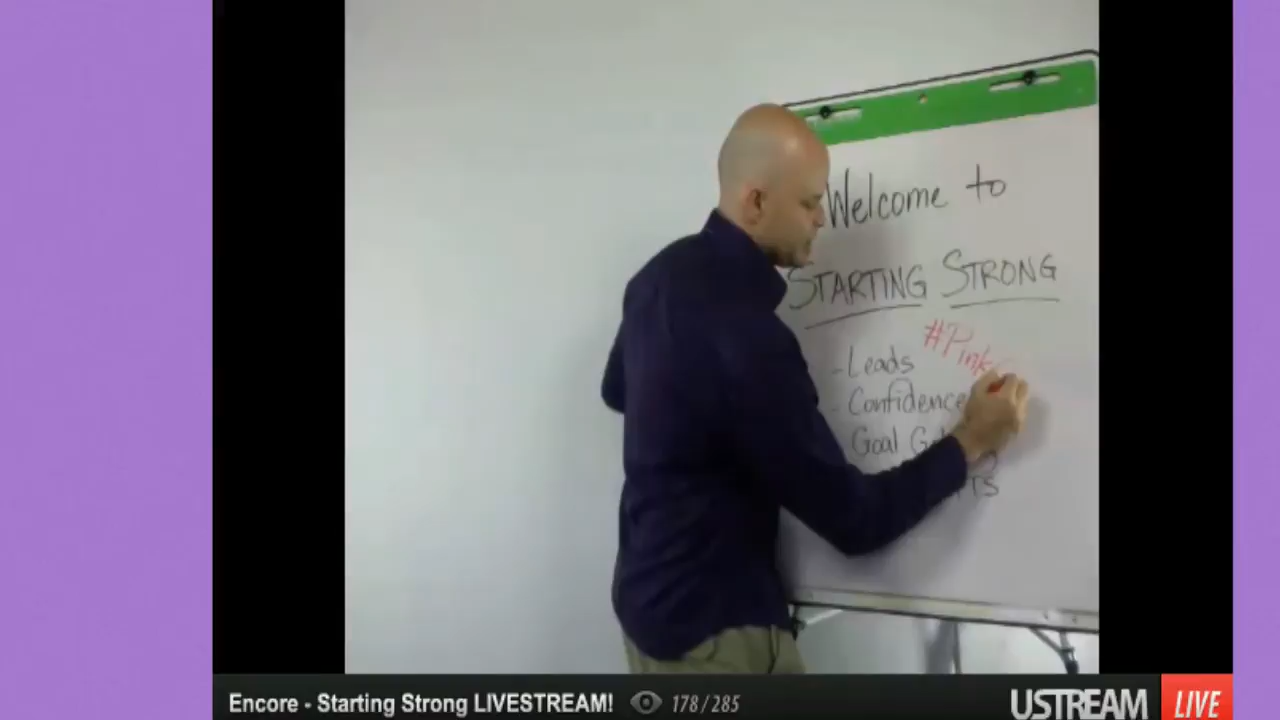 Welcome to
STARTING STRONG
#Pink
- Leads
- Confidence
Goal
Encore - Starting Strong LIVESTREAM! 178/285
USTREAM LIVE